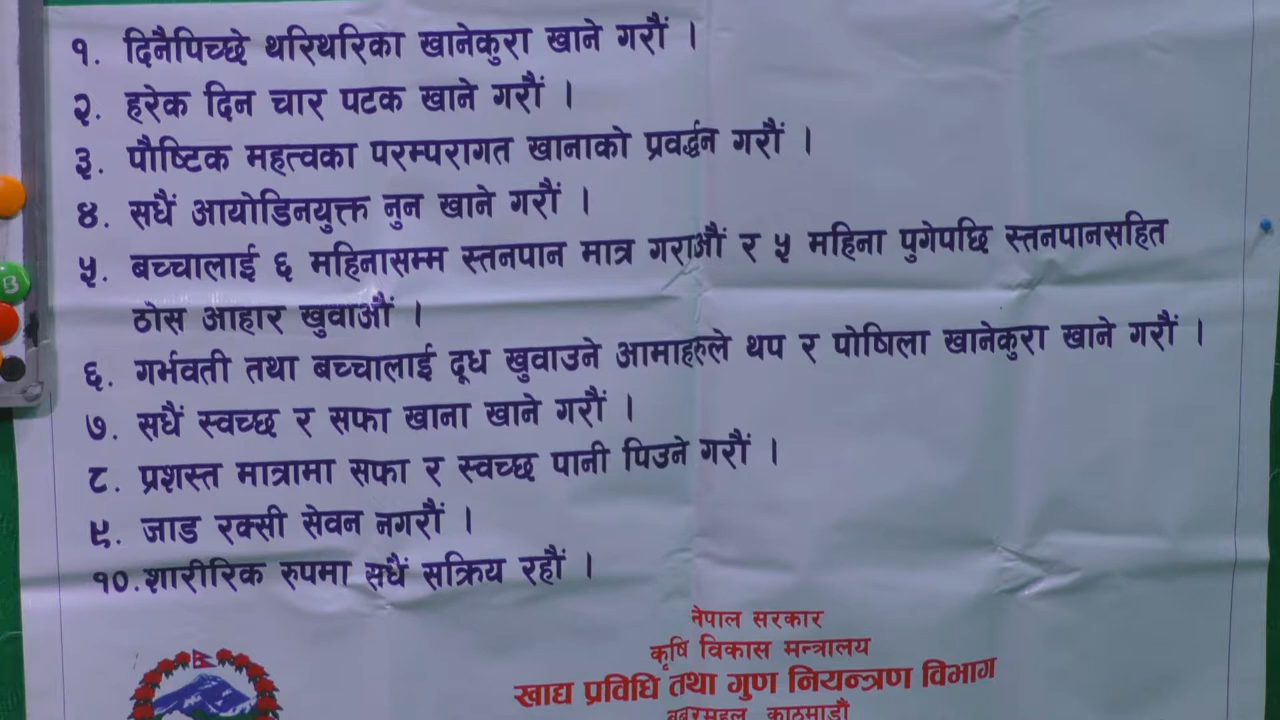 १. दिनैपिच्छे थरिथरिका खानेकुरा खाने गरौं ।
२. हरेक दिन चार पटक खाने गरौं ।
३. पौष्टिक महत्वका परम्परागत खानाको प्रवर्द्धन गरौं ।
४. सधैं आयोडिनयुक्त नुन खाने गरौं ।
५. बच्चालाई ६ महिनासम्म स्तनपान मात्र गराऔं र ५ महिना पुगेपछि स्तनपानसहित
ठोस आहार खुवाऔं ।
६. गर्भवती तथा बच्चालाई दूध खुवाउने आमाहरुले थप र पोषिला खानेकुरा खाने गरौं ।
७. सधैं स्वच्छ र सफा खाना खाने गरौं ।
८. प्रशस्त मात्रामा सफा र स्वच्छ पानी पिउने गरौं ।
९. जाड रक्सी सेवन नगरौं ।
१०.शारीरिक रुपमा सधैं सक्रिय रहौं ।
नेपाल सरकार
कृषि विकास मन्त्रालय
खाद्य प्रविधि तथा गुण नियन्त्रण विभाग
बबरमहल, काठमाडौं